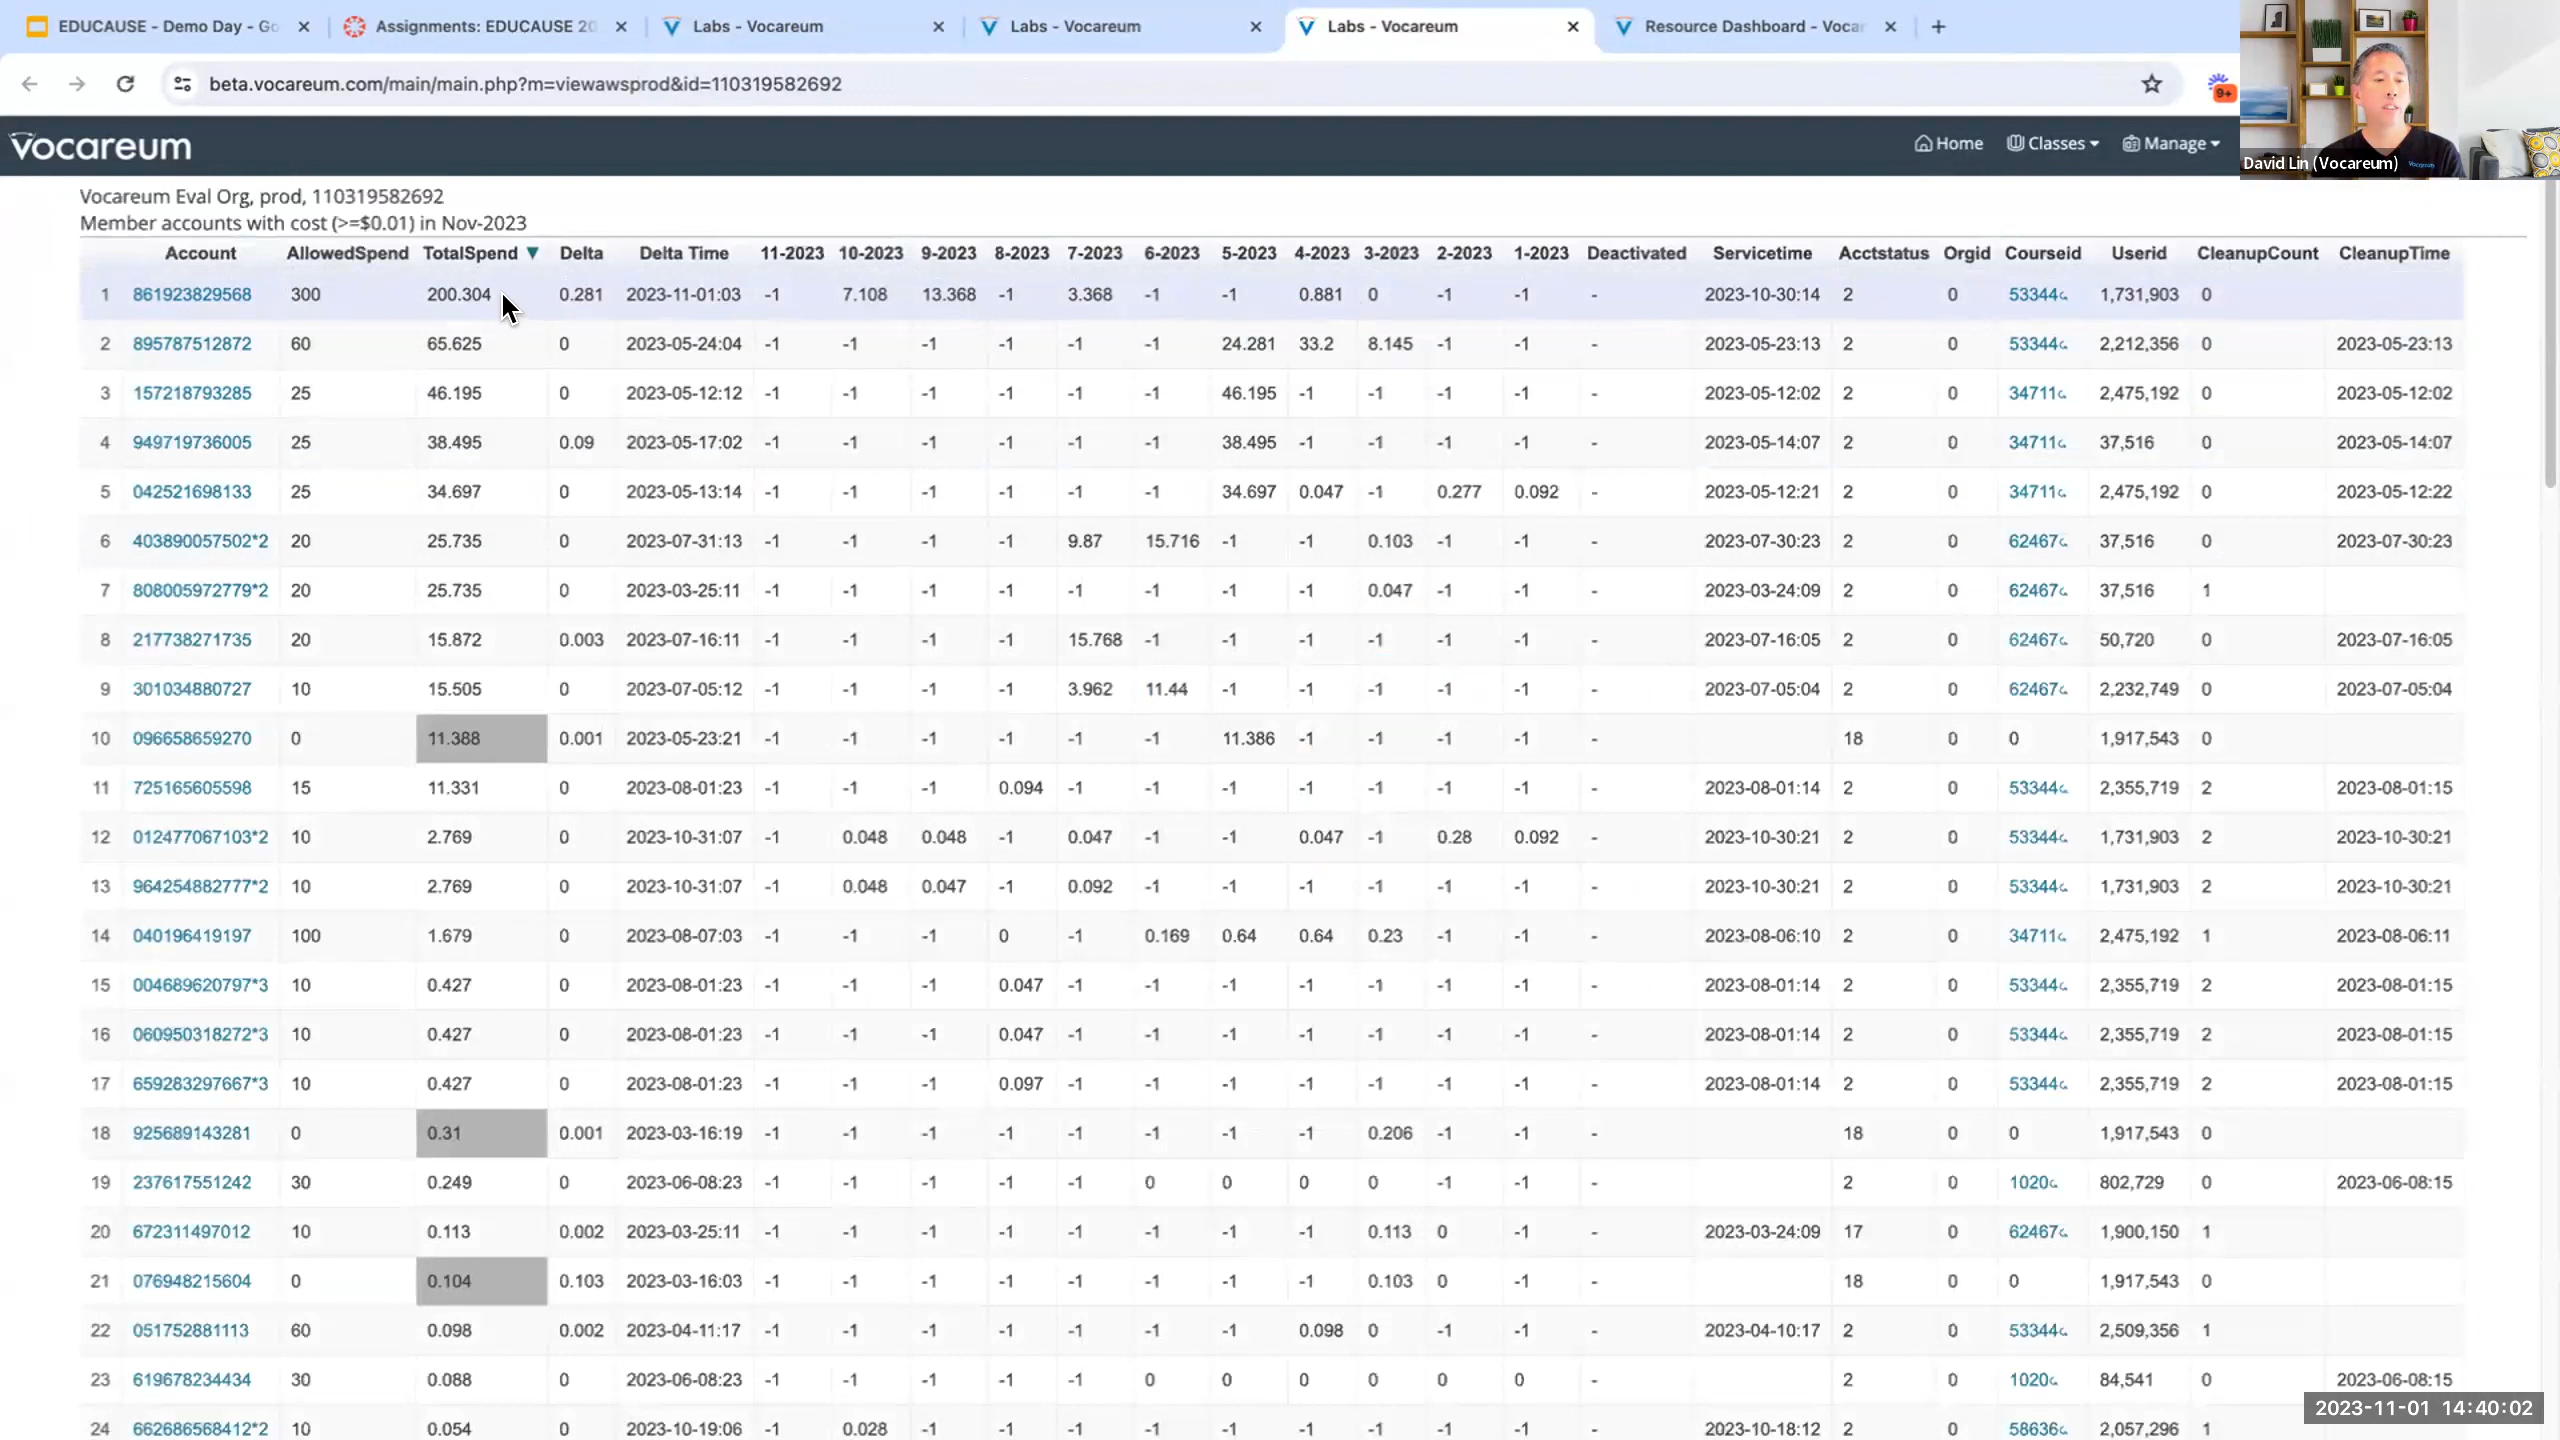 EDUCAUSE - Demo Day - Go
Assignments: EDUCAUSE 20
Labs - Vocareum
Labs - Vocareum
Labs - Vocareum
Resource Dashboard - Vocar
beta.vocareum.com/main/main.php?m=viewawsprod&id=110319582692
9+
Vocareum
Home Classes Manage
David Lin (Vocareum)
Vocareum Eval Org, prod, 110319582692
Member accounts with cost (>=$0.01) in Nov-2023
Account AllowedSpend TotalSpend ▼ Delta Delta Time 11-2023 10-2023 9-2023 8-2023 7-2023 6-2023 5-2023 4-2023 3-2023 2-2023 1-2023 Deactivated Servicetime Acctstatus Orgid Courseid Userid CleanupCount CleanupTime
1 861923829568 300 200.304 0.281 2023-11-01:03 -1 7.108 13.368 -1 3.368 -1 -1 0.881 0 -1 -1 - 2023-10-30:14 2 0 53344 1,731,903 0
2 895787512872 60 65.625 0 2023-05-24:04 -1 -1 -1 -1 -1 -1 24.281 33.2 8.145 -1 -1 - 2023-05-23:13 2 0 53344 2,212,356 0 2023-05-23:13
3 157218793285 25 46.195 0 2023-05-12:12 -1 -1 -1 -1 -1 -1 46.195 -1 -1 -1 -1 - 2023-05-12:02 2 0 34711 2,475,192 0 2023-05-12:02
4 949719736005 25 38.495 0.09 2023-05-17:02 -1 -1 -1 -1 -1 -1 38.495 -1 -1 -1 -1 - 2023-05-14:07 2 0 34711 37,516 0 2023-05-14:07
5 042521698133 25 34.697 0 2023-05-13:14 -1 -1 -1 -1 -1 -1 34.697 0.047 -1 0.277 0.092 - 2023-05-12:21 2 0 34711 2,475,192 0 2023-05-12:22
6 403890057502*2 20 25.735 0 2023-07-31:13 -1 -1 -1 -1 9.87 15.716 -1 -1 0.103 -1 -1 - 2023-07-30:23 2 0 62467 37,516 0 2023-07-30:23
7 808005972779*2 20 25.735 0 2023-03-25:11 -1 -1 -1 -1 -1 -1 -1 -1 0.047 -1 -1 - 2023-03-24:09 2 0 62467 37,516 1
8 217738271735 20 15.872 0.003 2023-07-16:11 -1 -1 -1 -1 15.768 -1 -1 -1 -1 -1 -1 - 2023-07-16:05 2 0 62467 50,720 0 2023-07-16:05
9 301034880727 10 15.505 0 2023-07-05:12 -1 -1 -1 -1 3.962 11.44 -1 -1 -1 -1 -1 - 2023-07-05:04 2 0 62467 2,232,749 0 2023-07-05:04
10 096658659270 0 11.388 0.001 2023-05-23:21 -1 -1 -1 -1 -1 -1 11.386 -1 -1 -1 -1 - 18 0 0 1,917,543 0
11 725165605598 15 11.331 0 2023-08-01:23 -1 -1 -1 0.094 -1 -1 -1 -1 -1 -1 -1 - 2023-08-01:14 2 0 53344 2,355,719 2 2023-08-01:15
12 012477067103*2 10 2.769 0 2023-10-31:07 -1 0.048 0.048 -1 0.047 -1 -1 0.047 -1 0.28 0.092 - 2023-10-30:21 2 0 53344 1,731,903 2 2023-10-30:21
13 964254882777*2 10 2.769 0 2023-10-31:07 -1 0.048 0.047 -1 0.092 -1 -1 -1 -1 -1 -1 - 2023-10-30:21 2 0 53344 1,731,903 2 2023-10-30:21
14 040196419197 100 1.679 0 2023-08-07:03 -1 -1 -1 0 -1 0.169 0.64 0.64 0.23 -1 -1 - 2023-08-06:10 2 0 34711 2,475,192 1 2023-08-06:11
15 004689620797*3 10 0.427 0 2023-08-01:23 -1 -1 -1 0.047 -1 -1 -1 -1 -1 -1 -1 - 2023-08-01:14 2 0 53344 2,355,719 2 2023-08-01:15
16 060950318272*3 10 0.427 0 2023-08-01:23 -1 -1 -1 0.047 -1 -1 -1 -1 -1 -1 -1 - 2023-08-01:14 2 0 53344 2,355,719 2 2023-08-01:15
17 659283297667*3 10 0.427 0 2023-08-01:23 -1 -1 -1 0.097 -1 -1 -1 -1 -1 -1 -1 - 2023-08-01:14 2 0 53344 2,355,719 2 2023-08-01:15
18 925689143281 0 0.31 0.001 2023-03-16:19 -1 -1 -1 -1 -1 -1 -1 -1 0.206 -1 -1 - 18 0 0 1,917,543 0
19 237617551242 30 0.249 0 2023-06-08:23 -1 -1 -1 -1 -1 0 0 0 0 -1 -1 - 2 0 1020 802,729 0 2023-06-08:15
20 672311497012 10 0.113 0.002 2023-03-25:11 -1 -1 -1 -1 -1 -1 -1 -1 0.113 0 -1 - 2023-03-24:09 17 0 62467 1,900,150 1
21 076948215604 0 0.104 0.103 2023-03-16:03 -1 -1 -1 -1 -1 -1 -1 -1 0.103 0 -1 - 18 0 0 1,917,543 0
22 051752881113 60 0.098 0.002 2023-04-11:17 -1 -1 -1 -1 -1 -1 -1 0.098 0 -1 -1 - 2023-04-10:17 2 0 53344 2,509,356 1
23 619678234434 30 0.088 0 2023-06-08:23 -1 -1 -1 -1 -1 0 0 0 0 0 0 - 2 0 1020 84,541 0 2023-06-08:15
24 662686568412*2 10 0.054 0 2023-10-19:06 -1 0.028 -1 -1 -1 -1 -1 -1 -1 -1 -1 - 2023-10-18:12 2 0 58636 2,057,296 1
2023-11-01 14:40:02